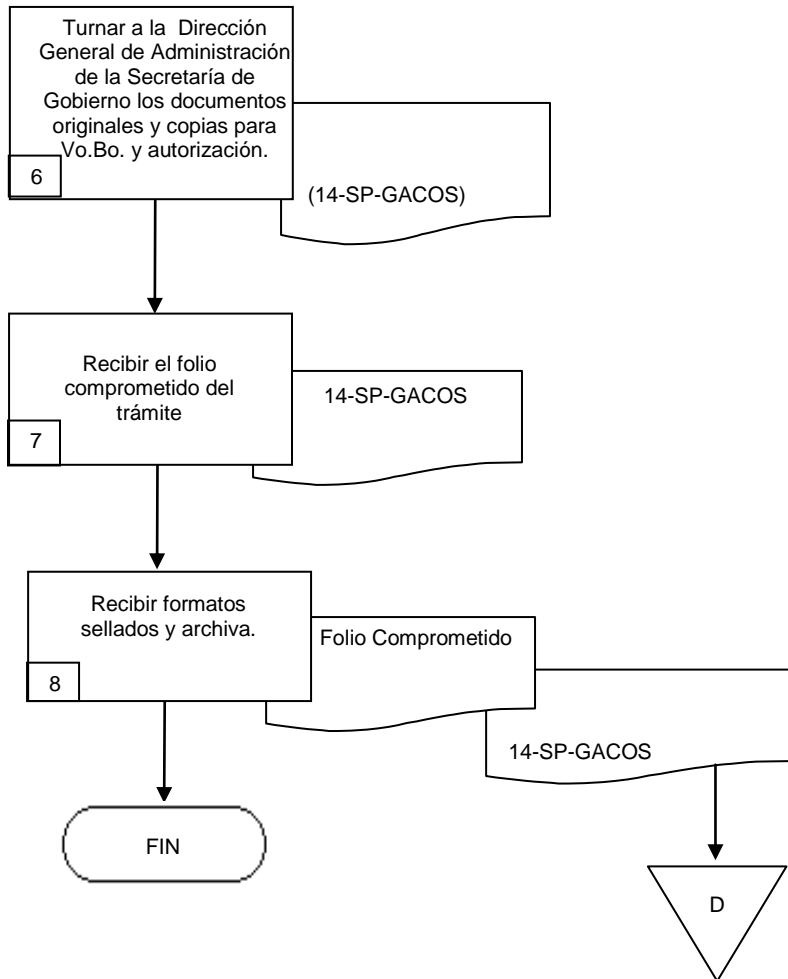 Turnar a la Dirección
General de Administración
de la Secretaría de
Gobierno los documentos
originales y copias para
Vo.Bo. y autorización.
6
(14-SP-GACOS)
Recibir el folio
comprometido del
trámite
7
14-SP-GACOS
Recibir formatos
sellados y archiva.
8
Folio Comprometido
14-SP-GACOS
FIN
D